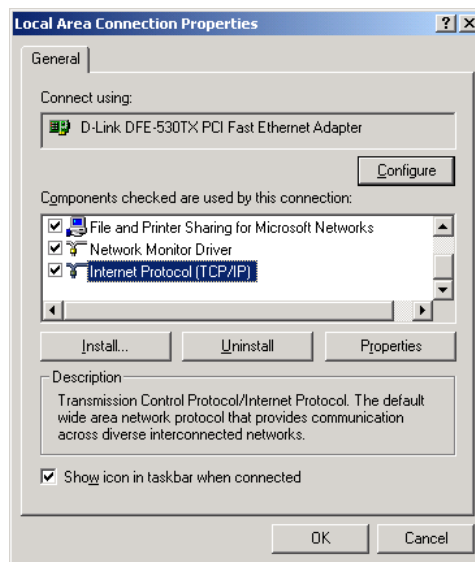 Local Area Connection Properties
General
Connect using:
D-Link DFE-530TX PCI Fast Ethernet Adapter
Configure
Components checked are used by this connection:
File and Printer Sharing for Microsoft Networks
Network Monitor Driver
Internet Protocol (TCP/IP)
Install... Uninstall Properties
Description
Transmission Control Protocol/Internet Protocol. The default
wide area network protocol that provides communication
across diverse interconnected networks.
Show icon in taskbar when connected
OK Cancel